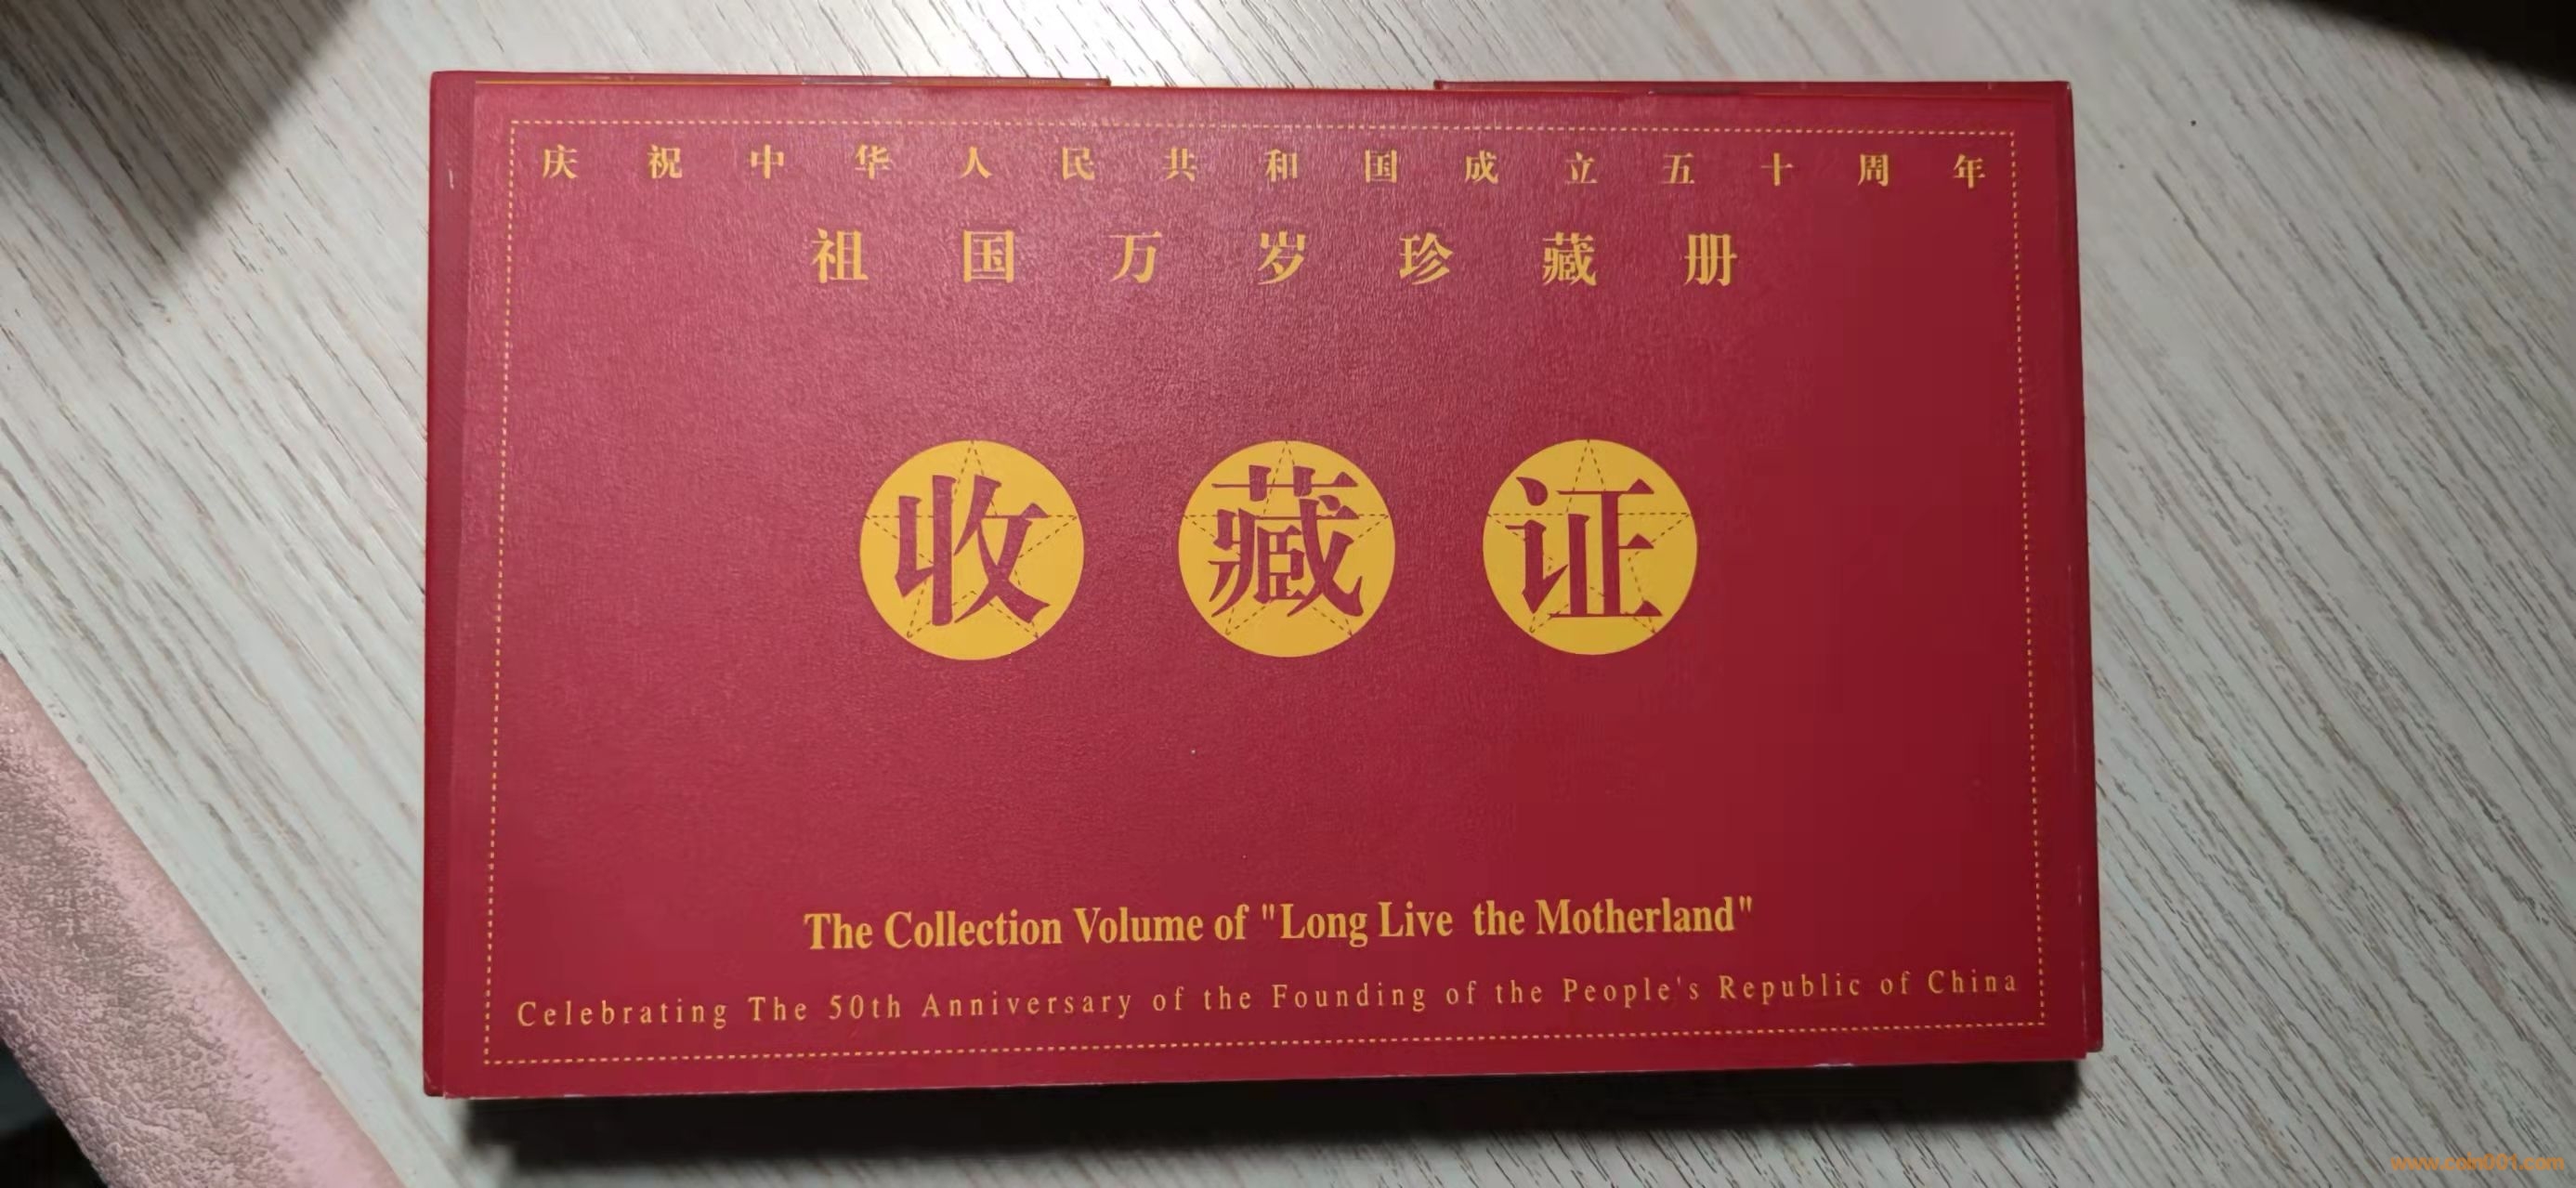 庆祝中华人民共和国成立五十周年
祖国万岁珍藏册
收藏证
The Collection Volume of "Long Live the Motherland"
Celebrating The 50th Anniversary of the Founding of the People's Republic of China
www.coin001.com